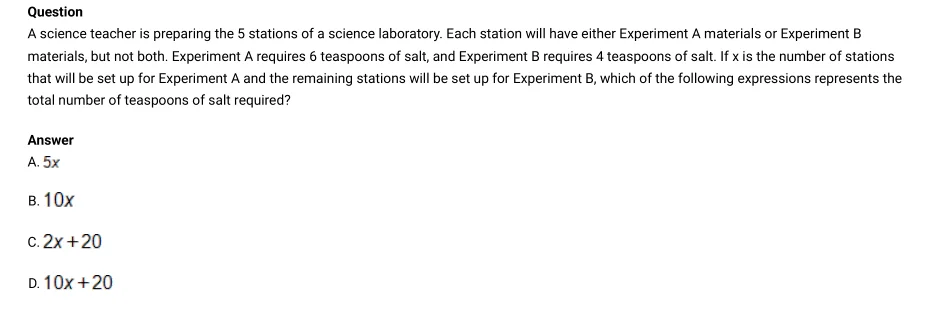 Question
A science teacher is preparing the 5 stations of a science laboratory. Each station will have either Experiment A materials or Experiment B
materials, but not both. Experiment A requires 6 teaspoons of salt, and Experiment B requires 4 teaspoons of salt. If x is the number of stations
that will be set up for Experiment A and the remaining stations will be set up for Experiment B, which of the following expressions represents the
total number of teaspoons of salt required?
Answer
A. 5x
B. 10x
C. 2x + 20
D. 10x + 20